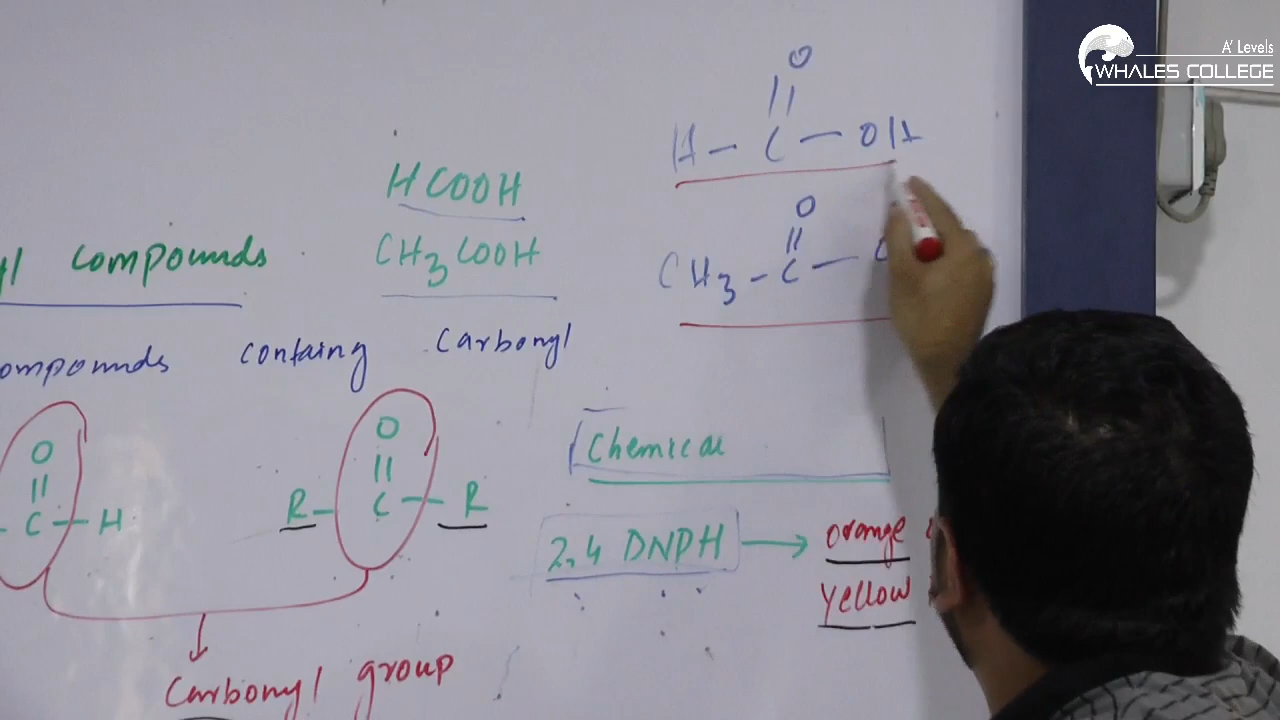 A' Levels
WHALES COLLEGE
O
||
H - C - OH
HCOOH
O
||
CH3 - C -
compounds
CH3COOH
compounds containg Carbonyl
O
||
C - H
O
||
R - C - R
Chemical
2,4 DNPH → orange
yellow
Carbonyl group